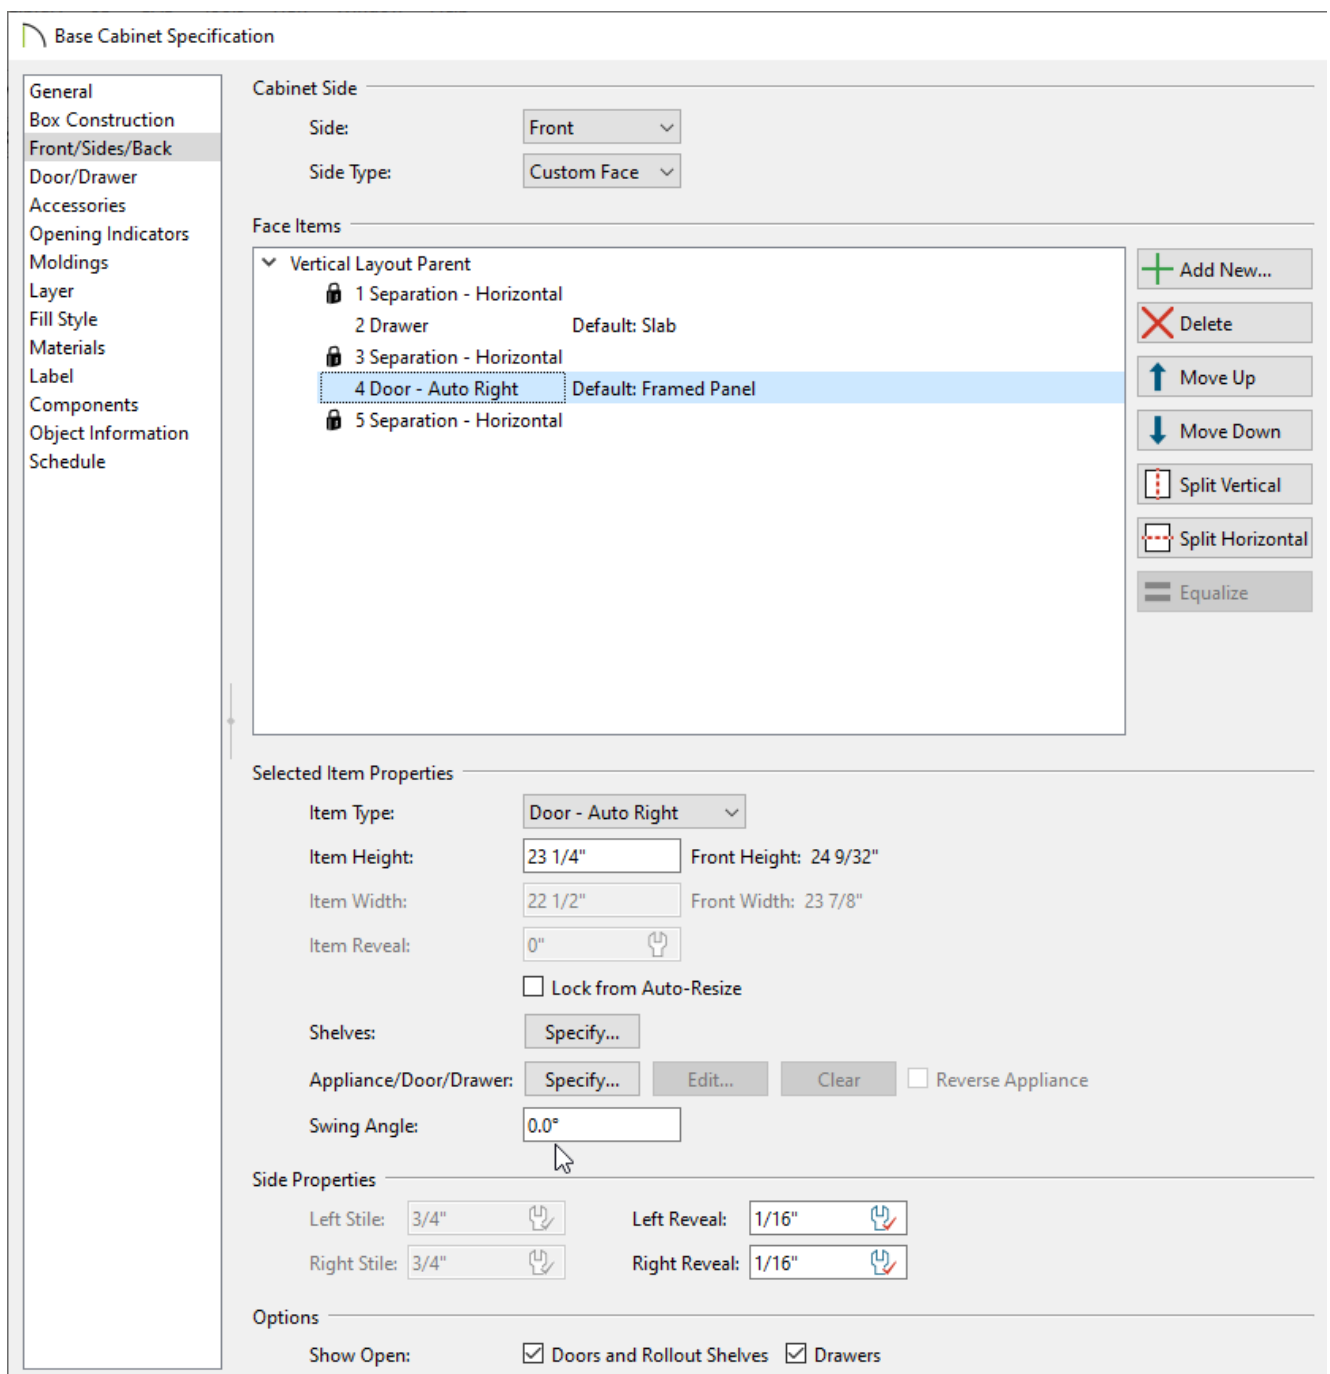 Base Cabinet Specification
General
Box Construction
Front/Sides/Back
Door/Drawer
Accessories
Opening Indicators
Moldings
Layer
Fill Style
Materials
Label
Components
Object Information
Schedule
Cabinet Side
Side: Front
Side Type: Custom Face
Face Items
Vertical Layout Parent
1 Separation - Horizontal
2 Drawer Default: Slab
3 Separation - Horizontal
4 Door - Auto Right Default: Framed Panel
5 Separation - Horizontal
Add New...
Delete
Move Up
Move Down
Split Vertical
Split Horizontal
Equalize
Selected Item Properties
Item Type: Door - Auto Right
Item Height: 23 1/4" Front Height: 24 9/32"
Item Width: 22 1/2" Front Width: 23 7/8"
Item Reveal: 0"
Lock from Auto-Resize
Shelves: Specify...
Appliance/Door/Drawer: Specify... Edit... Clear Reverse Appliance
Swing Angle: 0.0°
Side Properties
Left Stile: 3/4" Left Reveal: 1/16"
Right Stile: 3/4" Right Reveal: 1/16"
Options
Show Open: Doors and Rollout Shelves Drawers